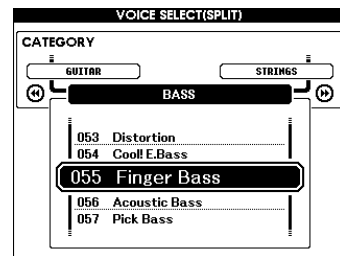 VOICE SELECT(SPLIT)
CATEGORY
GUITAR STRINGS
BASS
053 Distortion
054 Cool! E.Bass
055 Finger Bass
056 Acoustic Bass
057 Pick Bass